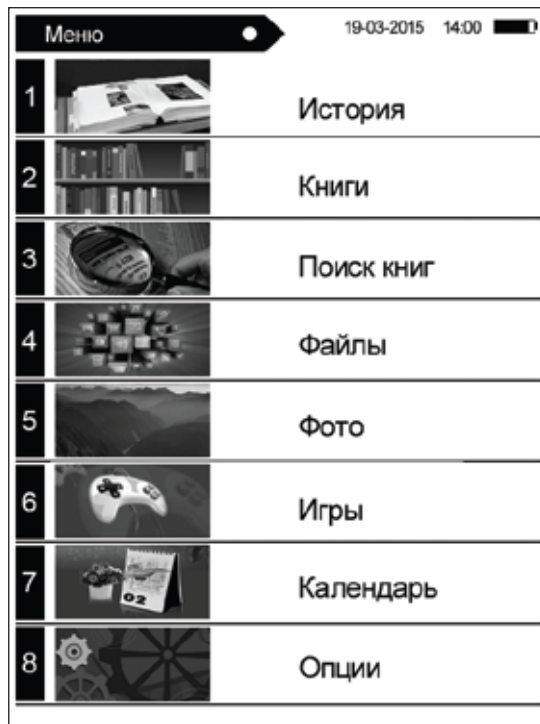 Меню 19-03-2015 14:00
1 История
2 Книги
3 Поиск книг
4 Файлы
5 Фото
6 Игры
7 Календарь
02
8 Опции